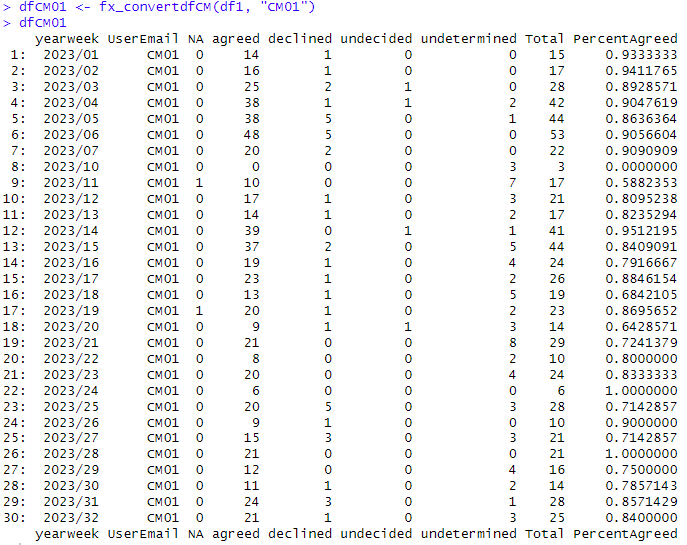 > dfCM01 <- fx_convertdfCM(df1, "CM01")
> dfCM01
yearweek UserEmail NA agreed declined undecided undetermined Total PercentAgreed
1: 2023/01 CM01 0 14 1 0 0 15 0.9333333
2: 2023/02 CM01 0 16 1 0 0 17 0.9411765
3: 2023/03 CM01 0 25 2 1 0 28 0.8928571
4: 2023/04 CM01 0 38 1 1 2 42 0.9047619
5: 2023/05 CM01 0 38 5 0 1 44 0.8636364
6: 2023/06 CM01 0 48 5 0 0 53 0.9056604
7: 2023/07 CM01 0 20 2 0 0 22 0.9090909
8: 2023/10 CM01 0 0 0 0 3 3 0.0000000
9: 2023/11 CM01 1 10 0 0 7 17 0.5882353
10: 2023/12 CM01 0 17 1 0 3 21 0.8095238
11: 2023/13 CM01 0 14 1 0 2 17 0.8235294
12: 2023/14 CM01 0 39 0 1 1 41 0.9512195
13: 2023/15 CM01 0 37 2 0 5 44 0.8409091
14: 2023/16 CM01 0 19 1 0 4 24 0.7916667
15: 2023/17 CM01 0 23 1 0 2 26 0.8846154
16: 2023/18 CM01 0 13 1 0 5 19 0.6842105
17: 2023/19 CM01 1 20 1 0 2 23 0.8695652
18: 2023/20 CM01 0 9 1 1 3 14 0.6428571
19: 2023/21 CM01 0 21 0 0 8 29 0.7241379
20: 2023/22 CM01 0 8 0 0 2 10 0.8000000
21: 2023/23 CM01 0 20 0 0 4 24 0.8333333
22: 2023/24 CM01 0 6 0 0 0 6 1.0000000
23: 2023/25 CM01 0 20 5 0 3 28 0.7142857
24: 2023/26 CM01 0 9 1 0 0 10 0.9000000
25: 2023/27 CM01 0 15 3 0 3 21 0.7142857
26: 2023/28 CM01 0 21 0 0 0 21 1.0000000
27: 2023/29 CM01 0 12 0 0 4 16 0.7500000
28: 2023/30 CM01 0 11 1 0 2 14 0.7857143
29: 2023/31 CM01 0 24 3 0 1 28 0.8571429
30: 2023/32 CM01 0 21 1 0 3 25 0.8400000
yearweek UserEmail NA agreed declined undecided undetermined Total PercentAgreed